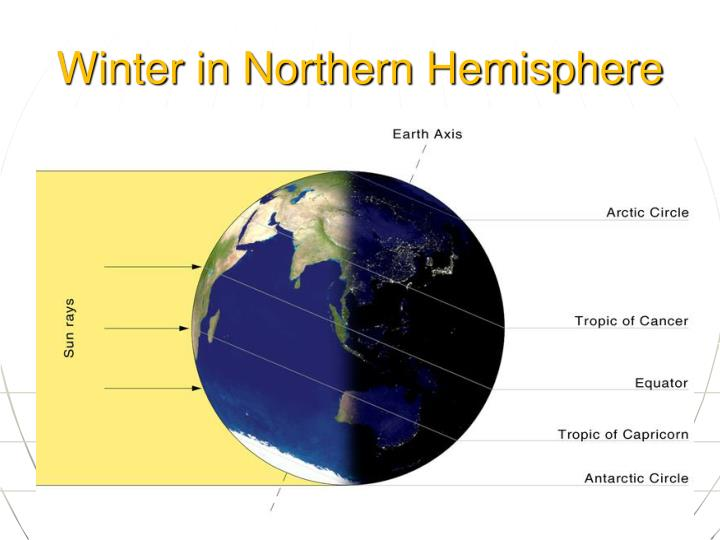 Winter in Northern Hemisphere
Earth Axis
Arctic Circle
Sun rays
Tropic of Cancer
Equator
Tropic of Capricorn
Antarctic Circle